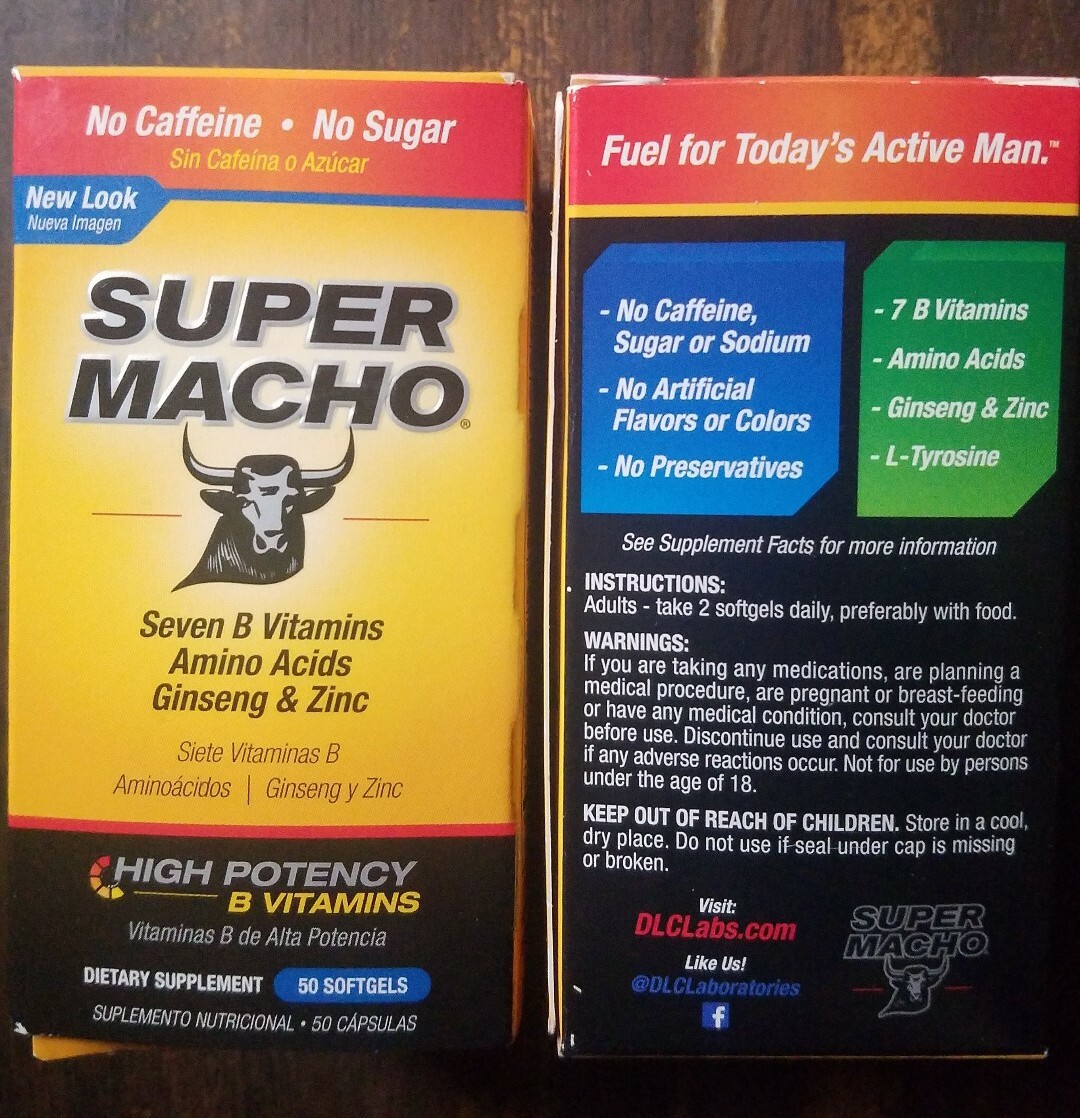 No Caffeine • No Sugar
Sin Cafeína o Azúcar
New Look
Nueva Imagen
SUPER
MACHO®
Seven B Vitamins
Amino Acids
Ginseng & Zinc
Siete Vitaminas B
Aminoácidos | Ginseng y Zinc
HIGH POTENCY
B VITAMINS
Vitaminas B de Alta Potencia
DIETARY SUPPLEMENT 50 SOFTGELS
SUPLEMENTO NUTRICIONAL • 50 CÁPSULAS
Fuel for Today's Active Man.™
- No Caffeine,
Sugar or Sodium
- No Artificial
Flavors or Colors
- No Preservatives
- 7 B Vitamins
- Amino Acids
- Ginseng & Zinc
- L-Tyrosine
See Supplement Facts for more information
INSTRUCTIONS:
Adults - take 2 softgels daily, preferably with food.
WARNINGS:
If you are taking any medications, are planning a
medical procedure, are pregnant or breast-feeding
or have any medical condition, consult your doctor
before use. Discontinue use and consult your doctor
if any adverse reactions occur. Not for use by persons
under the age of 18.
KEEP OUT OF REACH OF CHILDREN. Store in a cool,
dry place. Do not use if seal under cap is missing
or broken.
Visit:
DLCLabs.com
Like Us!
@DLCLaboratories
f
SUPER
MACHO